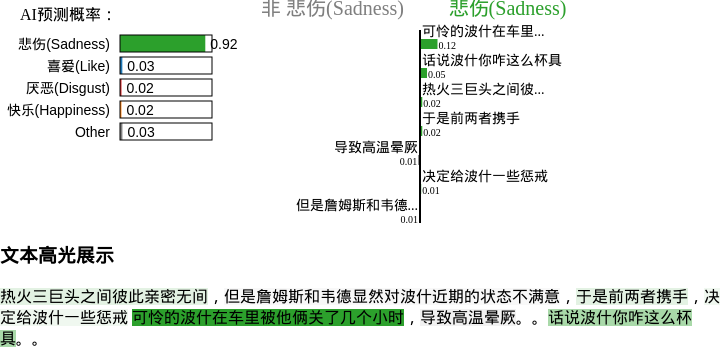 AI预测概率：
悲伤(Sadness) 0.92
喜爱(Like) 0.03
厌恶(Disgust) 0.02
快乐(Happiness) 0.02
Other 0.03
非 悲伤(Sadness) 悲伤(Sadness)
可怜的波什在车里...
0.12
话说波什你咋这么杯具
0.05
热火三巨头之间彼...
0.02
于是前两者携手
0.02
导致高温晕厥
0.01
决定给波什一些惩戒
0.01
但是詹姆斯和韦德...
0.01
文本高光展示
热火三巨头之间彼此亲密无间，但是詹姆斯和韦德显然对波什近期的状态不满意，于是前两者携手，决
定给波什一些惩戒 可怜的波什在车里被他俩关了几个小时，导致高温晕厥。。话说波什你咋这么杯
具。。